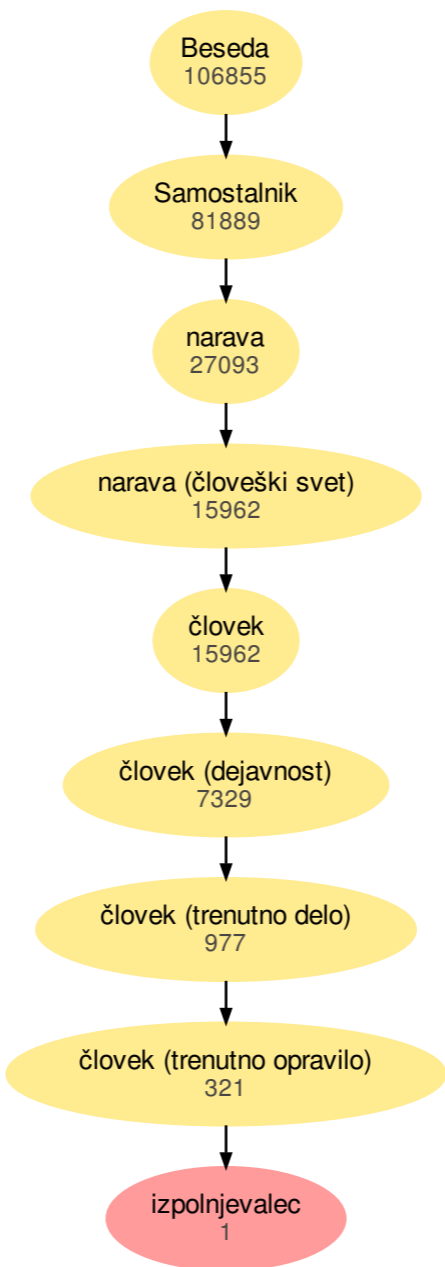 Beseda
106855
Samostalnik
81889
narava
27093
narava (človeški svet)
15962
človek
15962
človek (dejavnost)
7329
človek (trenutno delo)
977
človek (trenutno opravilo)
321
izpolnjevalec
1